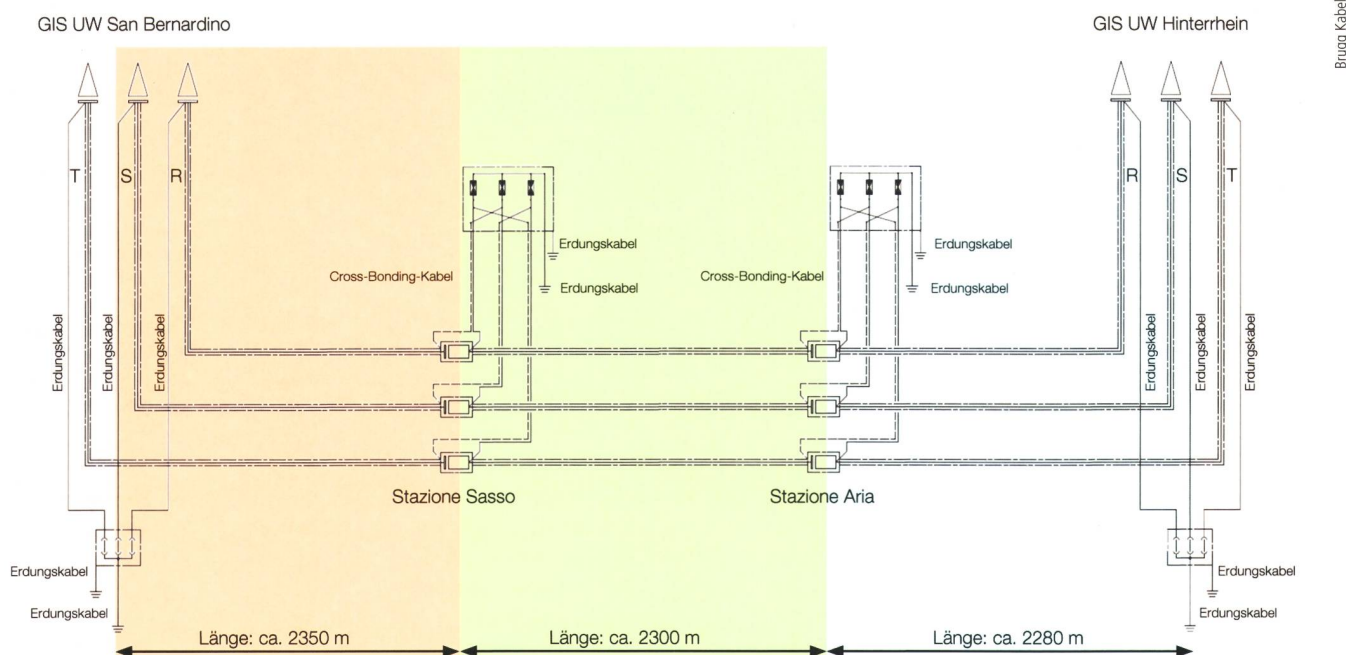 GIS UW San Bernardino
GIS UW Hinterrhein
Brugg Kabel
T
S
R
R
S
T
Erdungskabel
Erdungskabel
Erdungskabel
Erdungskabel
Cross-Bonding-Kabel
Cross-Bonding-Kabel
Erdungskabel
Erdungskabel
Erdungskabel
Erdungskabel
Erdungskabel
Erdungskabel
Erdungskabel
Stazione Sasso
Stazione Aria
Erdungskabel
Erdungskabel
Erdungskabel
Erdungskabel
Länge: ca. 2350 m
Länge: ca. 2300 m
Länge: ca. 2280 m